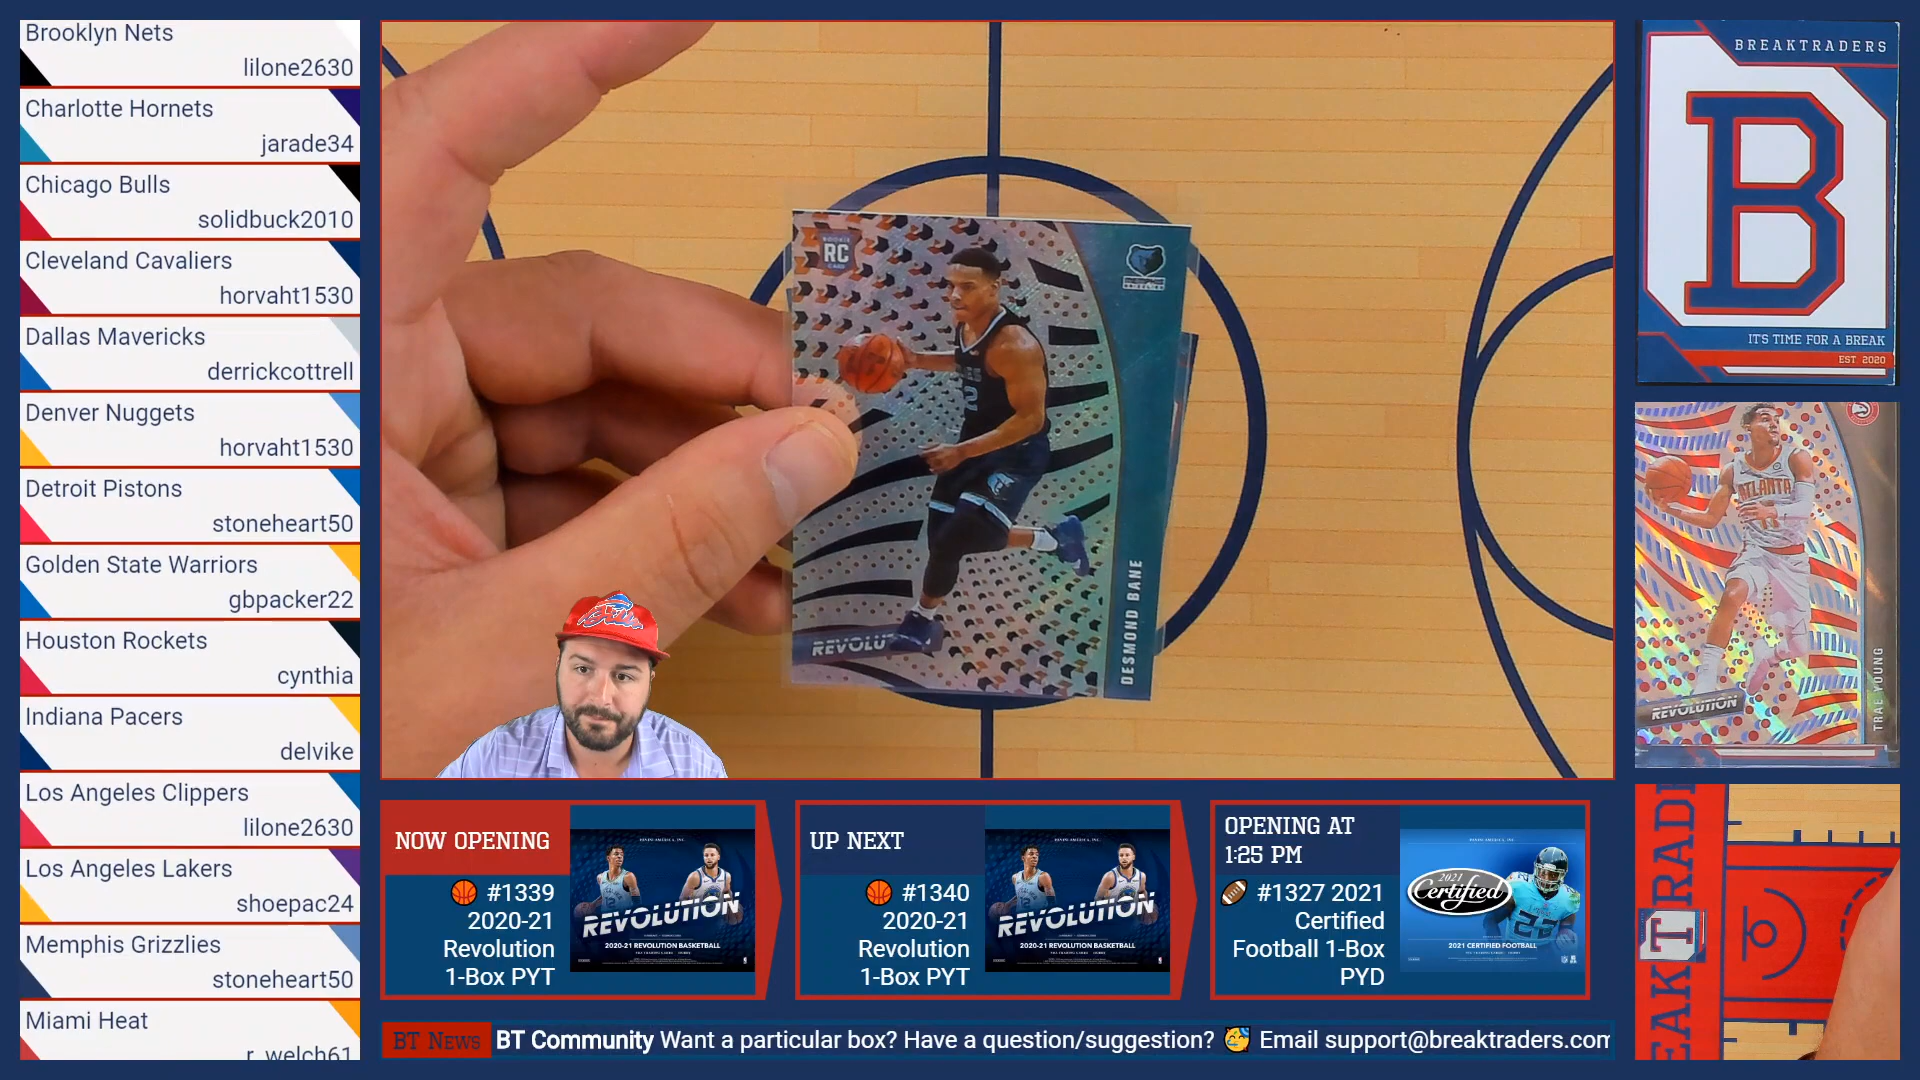 Brooklyn Nets
lilone2630
Charlotte Hornets
jarade34
Chicago Bulls
solidbuck2010
Cleveland Cavaliers
horvaht1530
Dallas Mavericks
derrickcottrell
Denver Nuggets
horvaht1530
Detroit Pistons
stoneheart50
Golden State Warriors
gbpacker22
Houston Rockets
cynthia
Indiana Pacers
delvike
Los Angeles Clippers
lilone2630
Los Angeles Lakers
shoepac24
Memphis Grizzlies
stoneheart50
Miami Heat
r_welch61
ROOKIE
RC
CARD
REVOLUT
DESMOND BANE
NOW OPENING
🏀 #1339
2020-21
Revolution
1-Box PYT
REVOLUTION
2020-21 REVOLUTION BASKETBALL
UP NEXT
🏀 #1340
2020-21
Revolution
1-Box PYT
REVOLUTION
2020-21 REVOLUTION BASKETBALL
OPENING AT
1:25 PM
🏈 #1327 2021
Certified
Football 1-Box
PYD
2021
Certified
2021 CERTIFIED FOOTBALL
BT NEWS
BT Community Want a particular box? Have a question/suggestion? 🥳 Email support@breaktraders.com
BREAKTRADERS
B
IT'S TIME FOR A BREAK
EST. 2020
ATLANTA
REVOLUTION
TRAE YOUNG
EAKTRAD
T